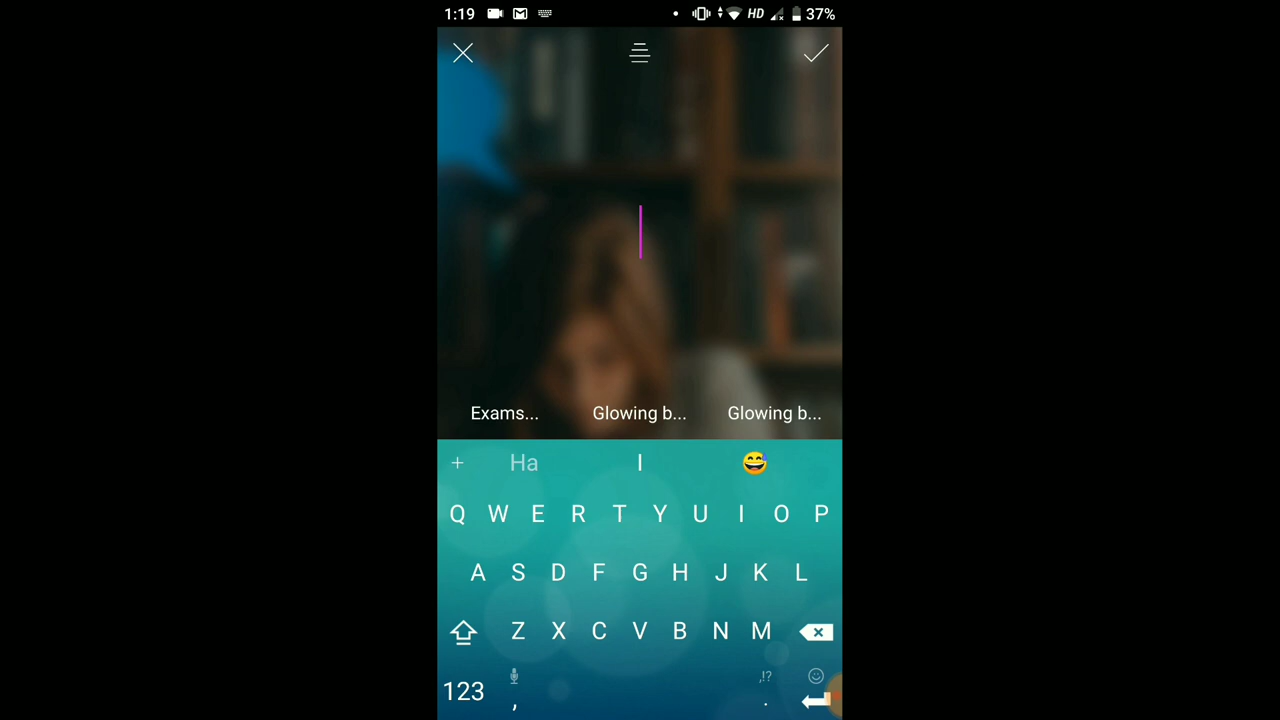 1:19 HD 37%
Exams... Glowing b... Glowing b...
+ Ha I
Q W E R T Y U I O P
A S D F G H J K L
Z X C V B N M
,!?
123 , .